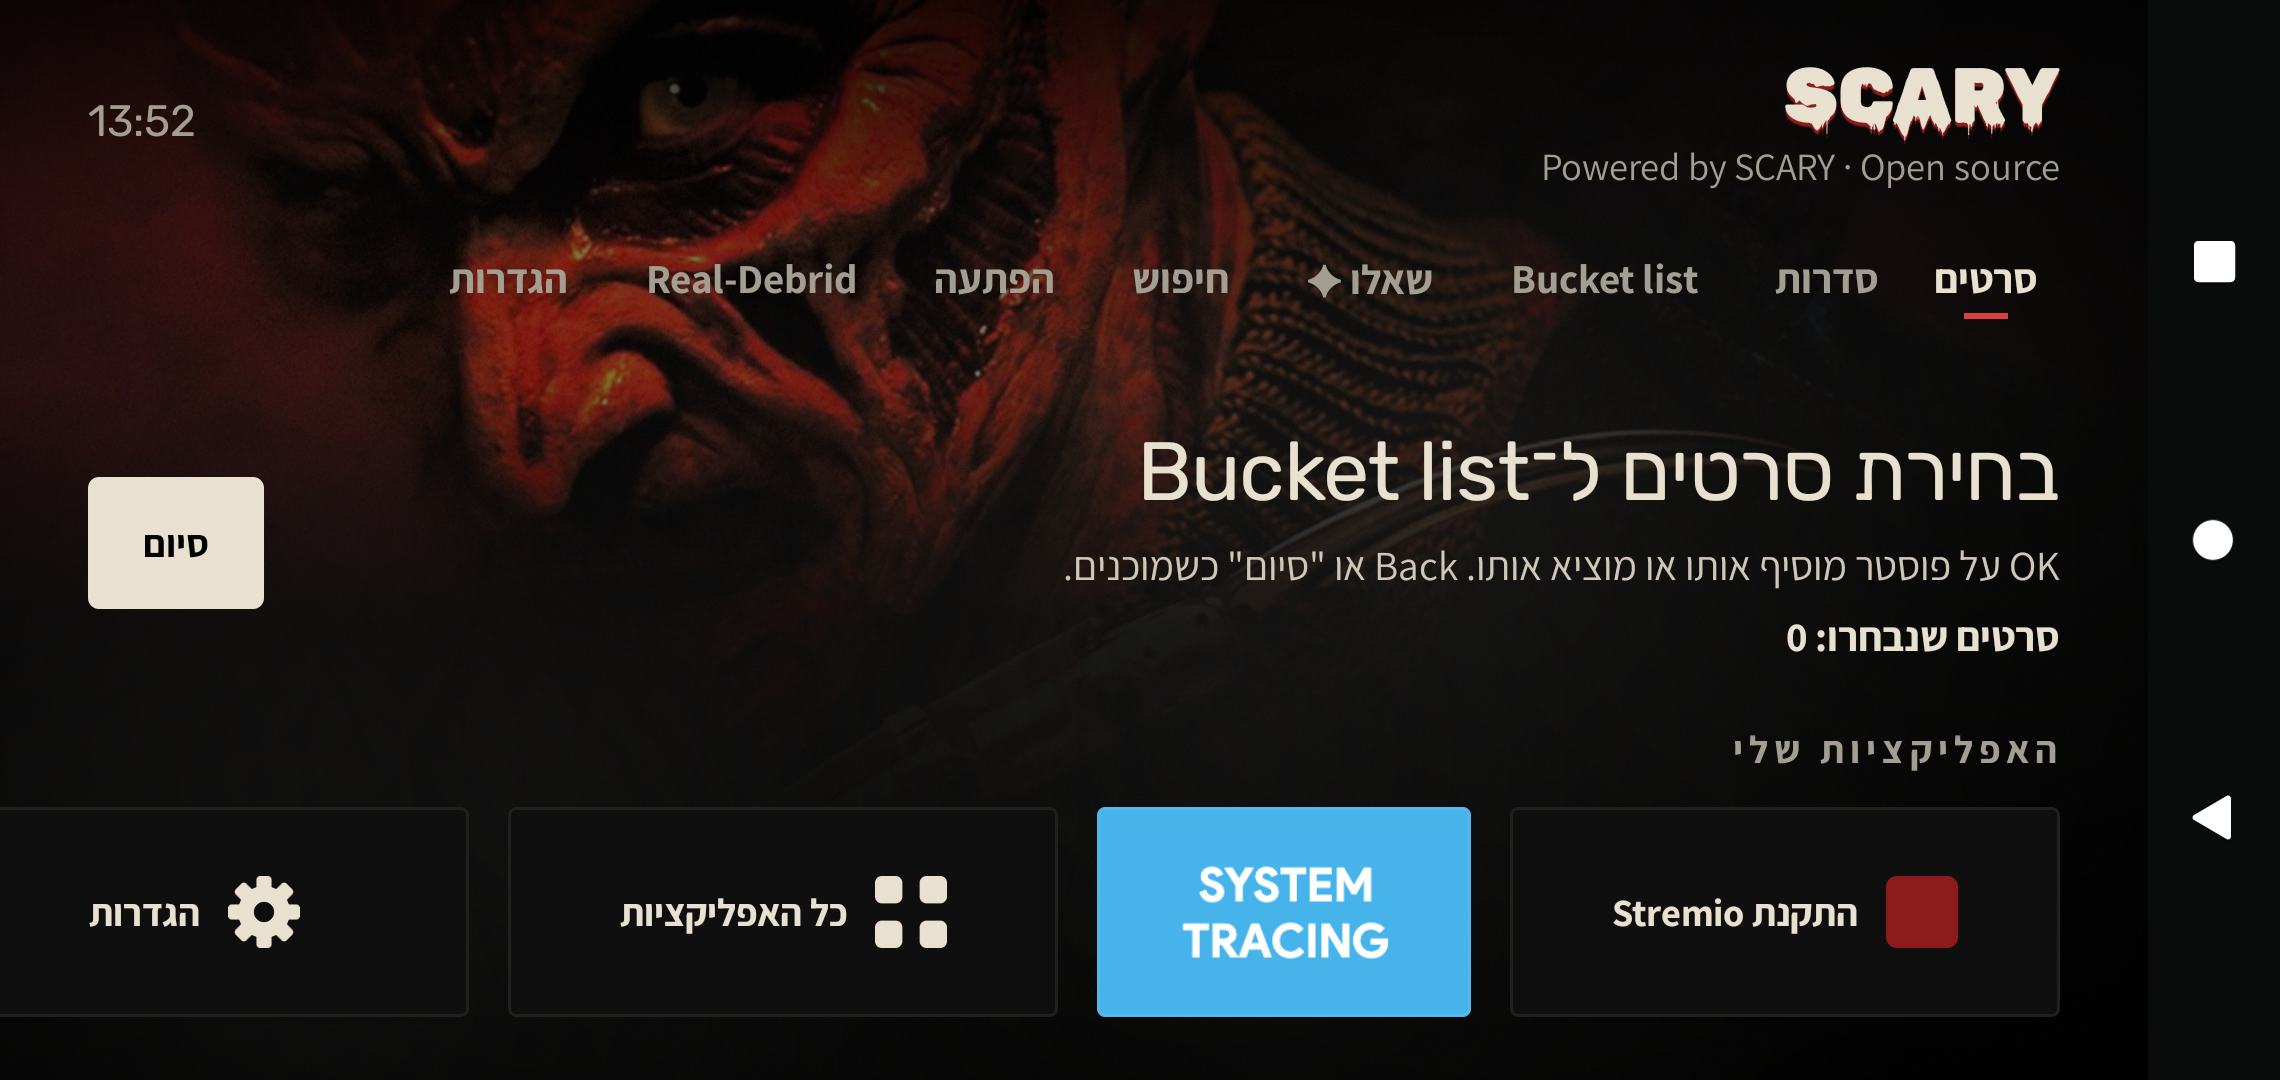 SCARY
13:52
Powered by SCARY · Open source
סרטים סדרות Bucket list שאלו חיפוש הפתעה Real-Debrid הגדרות
בחירת סרטים ל־Bucket list
OK על פוסטר מוסיף אותו או מוציא אותו. Back או "סיום" כשמוכנים.
סיום
סרטים שנבחרו: 0
האפליקציות שלי
התקנת Stremio
SYSTEM
TRACING
כל האפליקציות
הגדרות